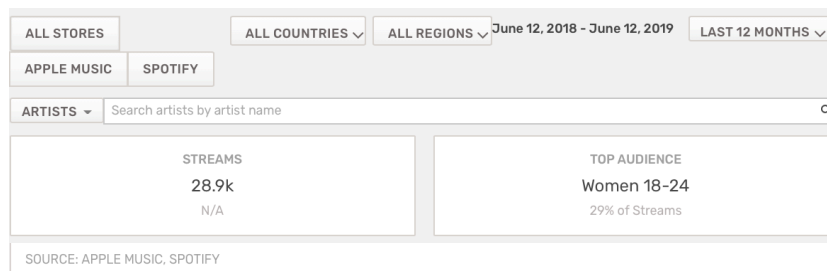 ALL STORES
ALL COUNTRIES
ALL REGIONS
June 12, 2018 - June 12, 2019
LAST 12 MONTHS
APPLE MUSIC
SPOTIFY
ARTISTS
Search artists by artist name
STREAMS
28.9k
N/A
TOP AUDIENCE
Women 18-24
29% of Streams
SOURCE: APPLE MUSIC, SPOTIFY